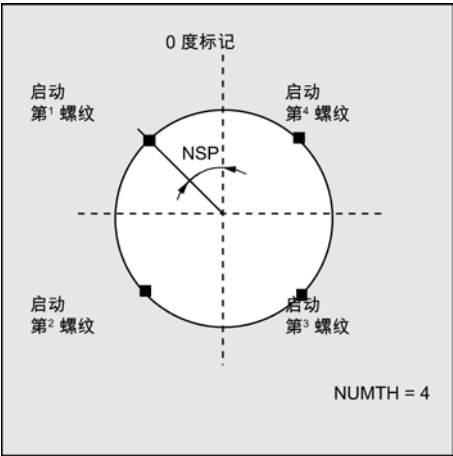 0 度标记
启动
第¹ 螺纹
启动
第⁴ 螺纹
NSP
启动
第² 螺纹
启动
第³ 螺纹
NUMTH = 4